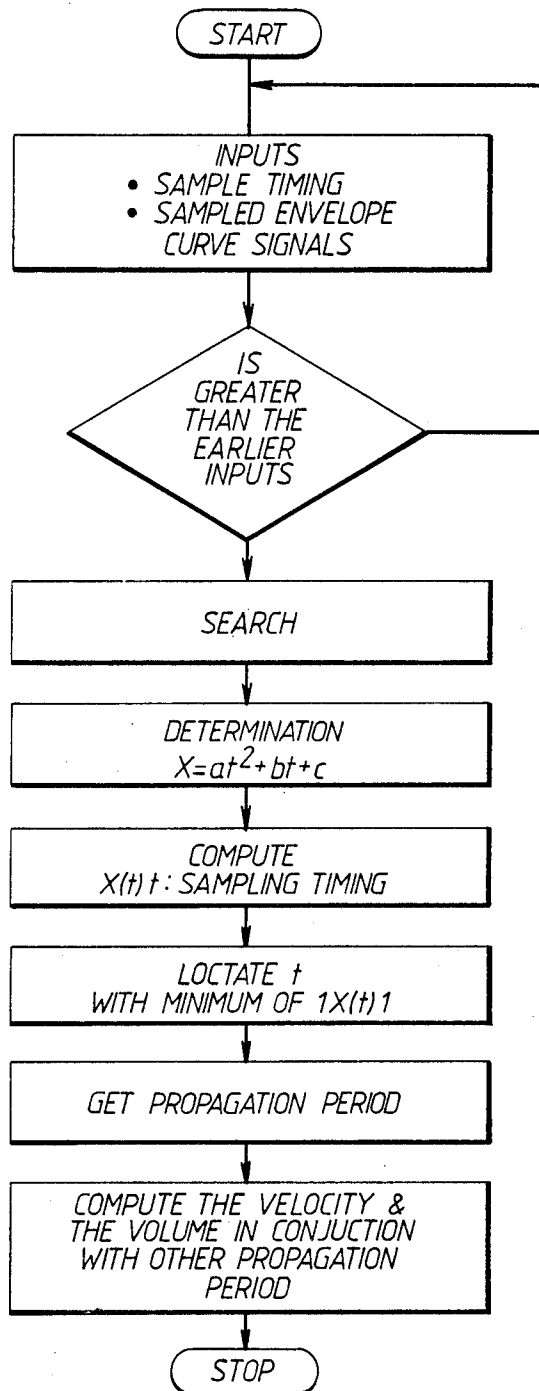 START
INPUTS
• SAMPLE TIMING
• SAMPLED ENVELOPE
CURVE SIGNALS
IS
GREATER
THAN THE
EARLIER
INPUTS
SEARCH
DETERMINATION
X=at²+bt+c
COMPUTE
X(t) t : SAMPLING TIMING
LOCTATE t
WITH MINIMUM OF 1X(t)1
GET PROPAGATION PERIOD
COMPUTE THE VELOCITY &
THE VOLUME IN CONJUCTION
WITH OTHER PROPAGATION
PERIOD
STOP